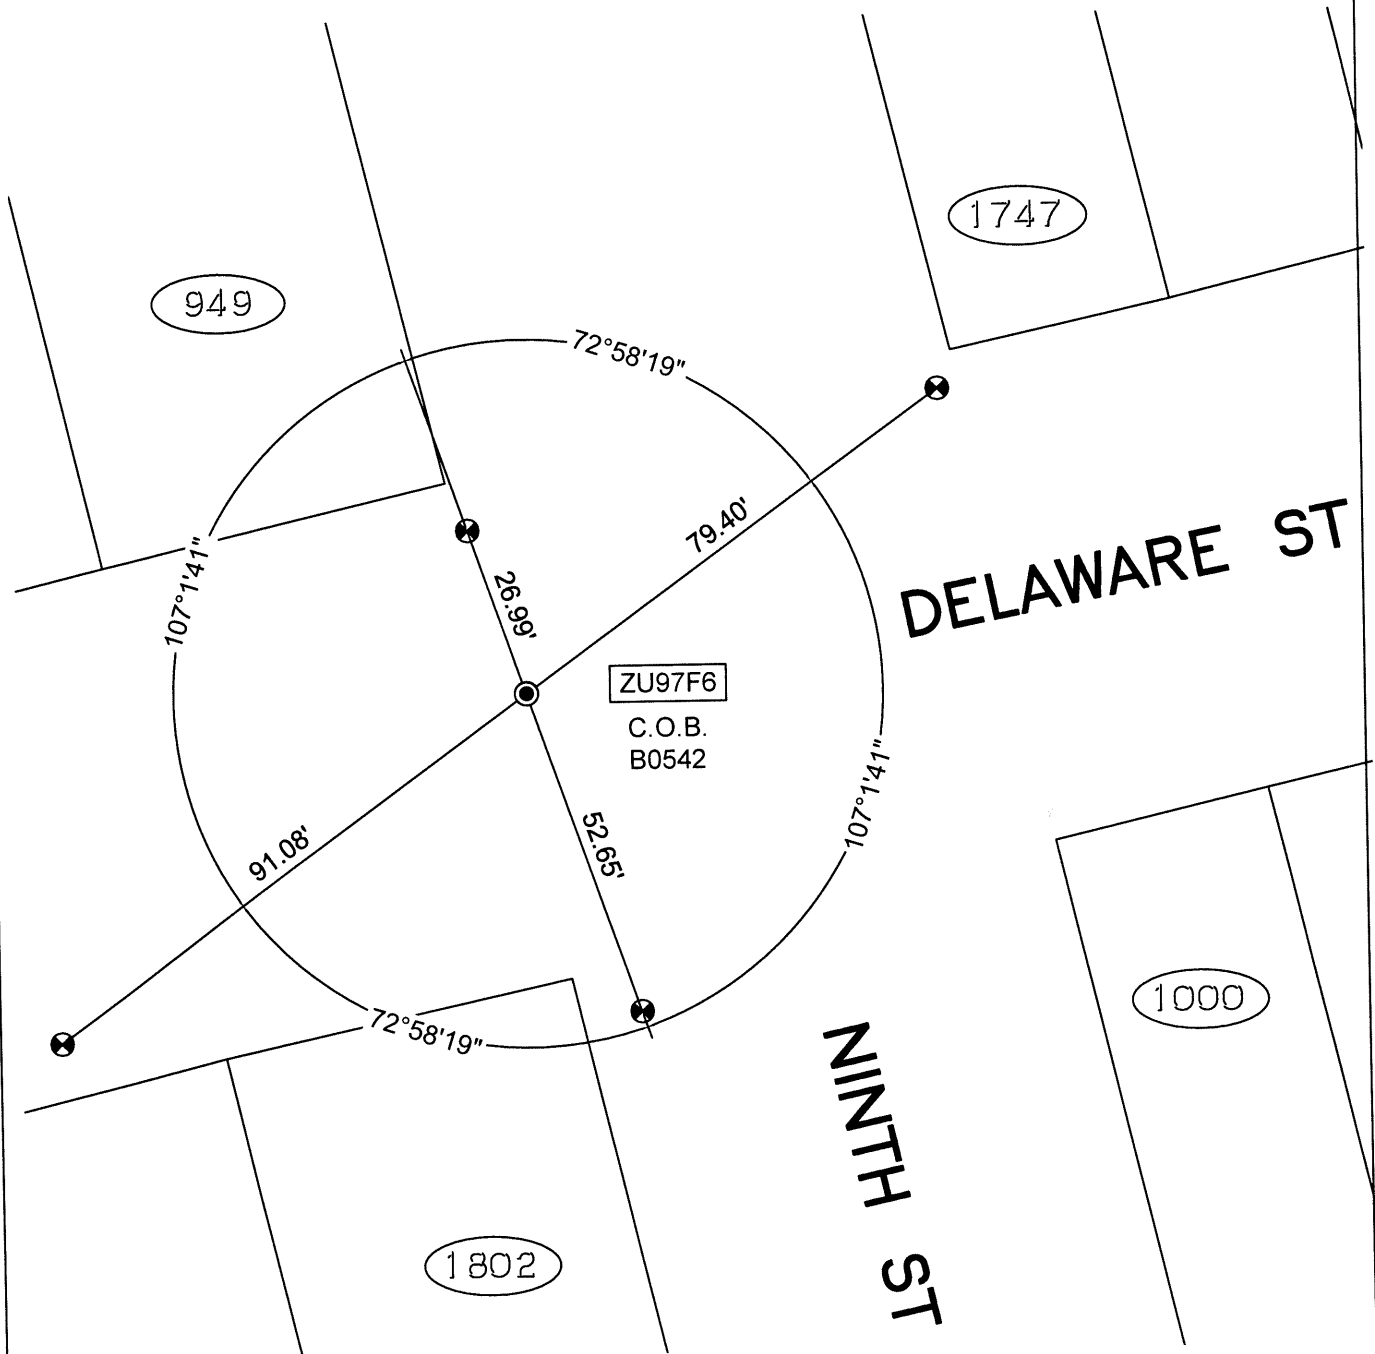 1747
949
72°58'19"
79.40'
DELAWARE ST
107°1'41"
26.99'
ZU97F6
C.O.B.
B0542
107°1'41"
52.65'
91.08'
1000
72°58'19"
NINTH ST
1802